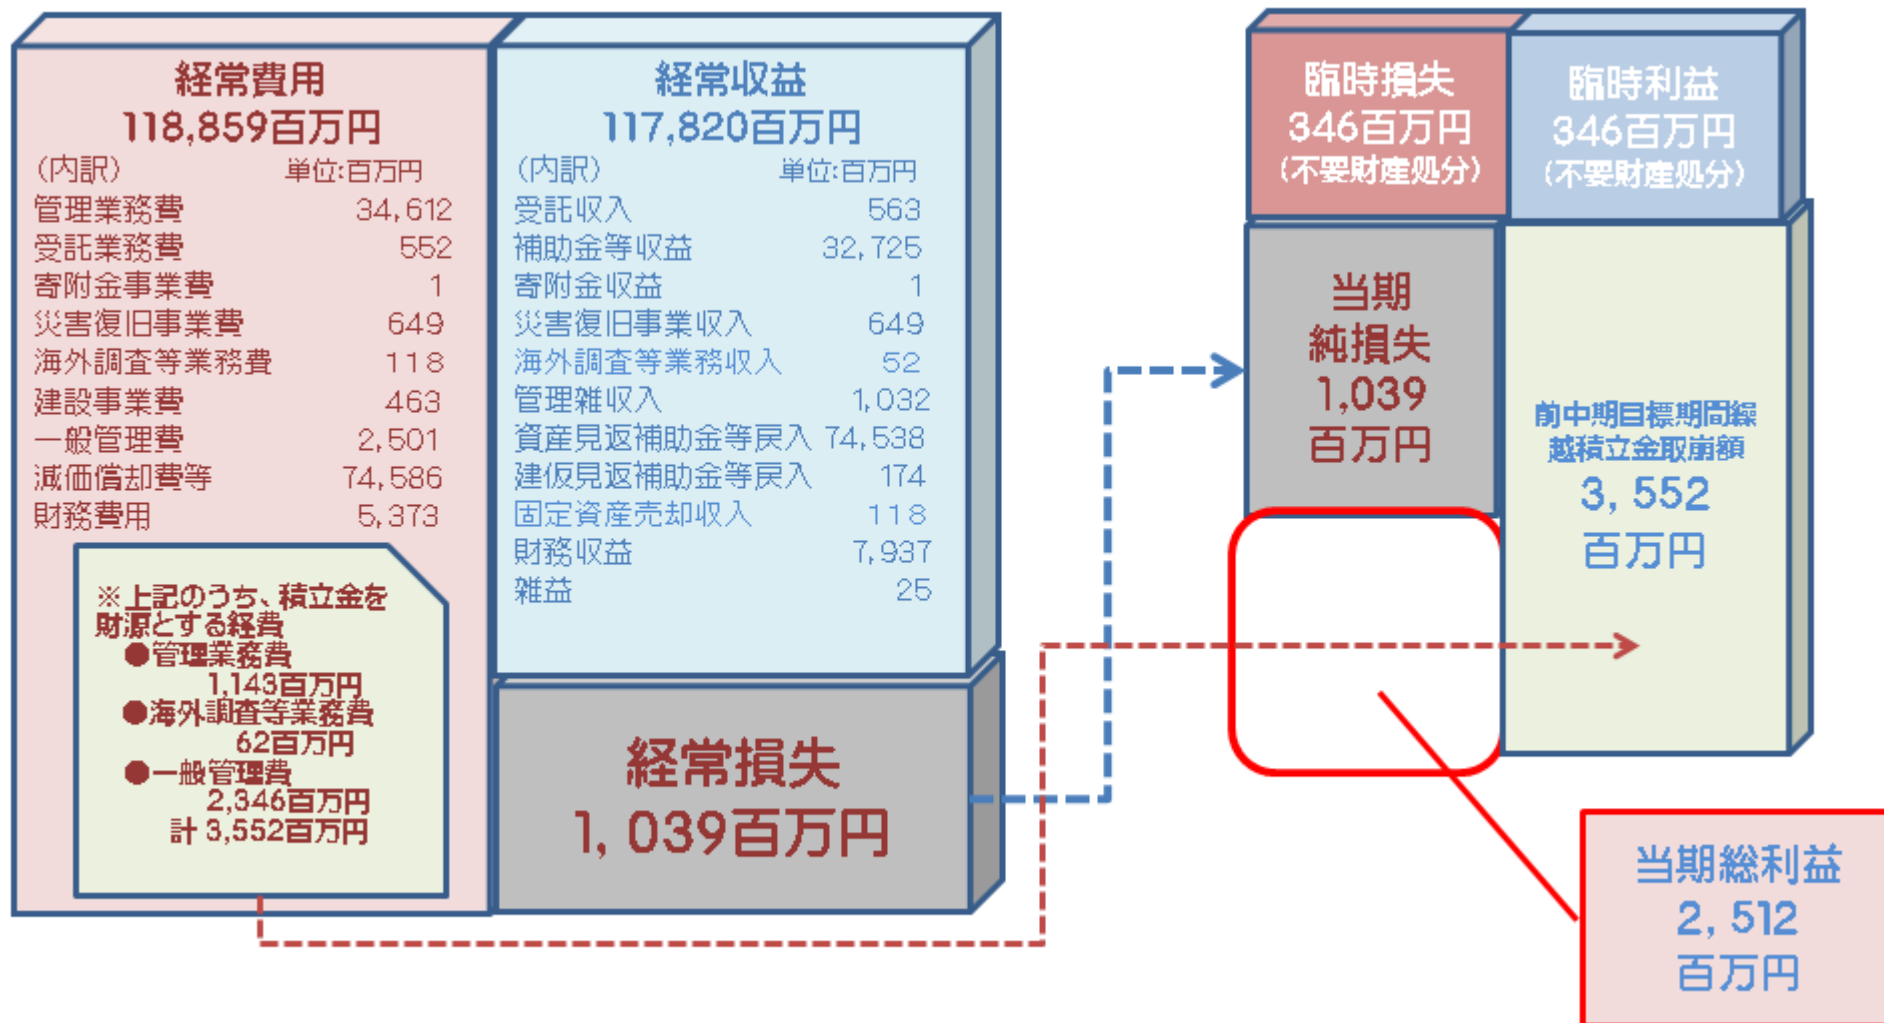 経常費用
118,859百万円
（内訳） 単位:百万円
管理業務費 34,612
受託業務費 552
寄附金事業費 1
災害復旧事業費 649
海外調査等業務費 118
建設事業費 463
一般管理費 2,501
減価償却費等 74,586
財務費用 5,373
※上記のうち、積立金を
財源とする経費
●管理業務費
1,143百万円
●海外調査等業務費
62百万円
●一般管理費
2,346百万円
計 3,552百万円
経常収益
117,820百万円
（内訳） 単位:百万円
受託収入 563
補助金等収益 32,725
寄附金収益 1
災害復旧事業収入 649
海外調査等業務収入 52
管理雑収入 1,032
資産見返補助金等戻入 74,538
建仮見返補助金等戻入 174
固定資産売却収入 118
財務収益 7,937
雑益 25
経常損失
1,039百万円
臨時損失
346百万円
（不要財産処分）
臨時利益
346百万円
（不要財産処分）
当期
純損失
1,039
百万円
前中期目標期間繰
越積立金取崩額
3,552
百万円
当期総利益
2,512
百万円